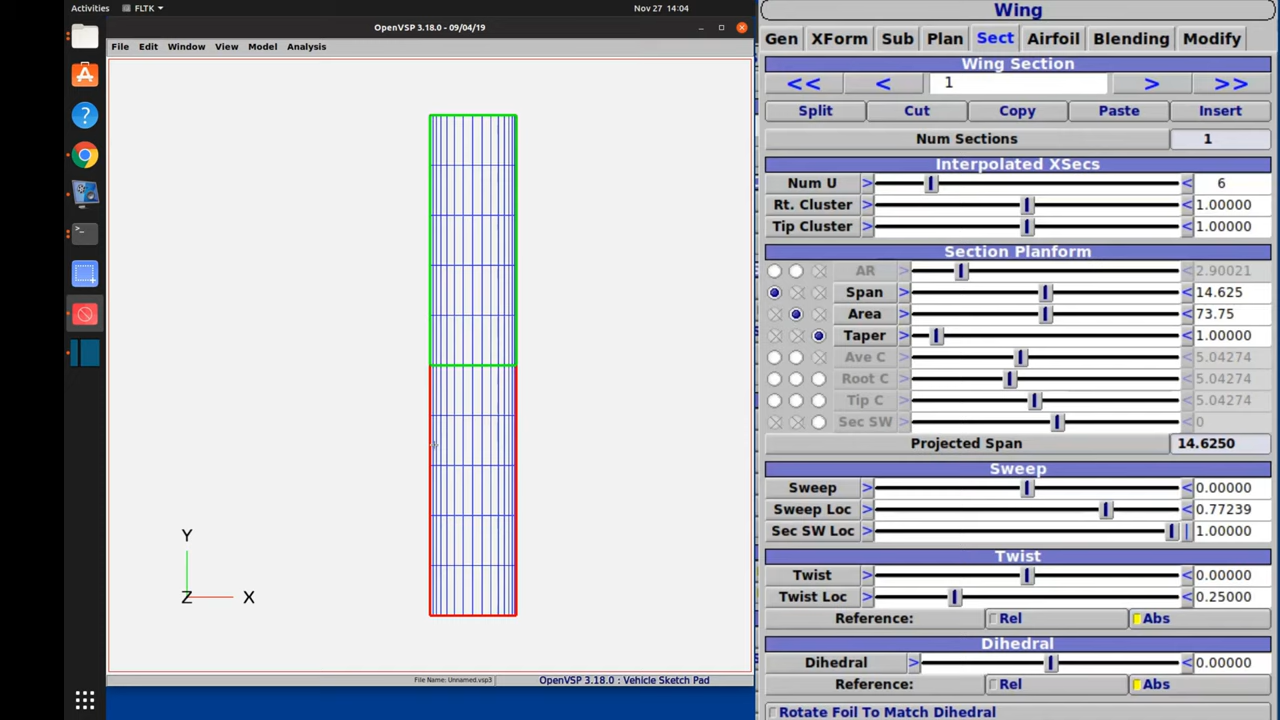 Activities FLTK Nov 27 14:04
OpenVSP 3.18.0 - 09/04/19
File Edit Window View Model Analysis
Y
Z X
File Name: Unnamed.vsp3 OpenVSP 3.18.0 : Vehicle Sketch Pad
Wing
Gen XForm Sub Plan Sect Airfoil Blending Modify
Wing Section
<< < 1 > >>
Split Cut Copy Paste Insert
Num Sections 1
Interpolated XSecs
Num U > < 6
Rt. Cluster > < 1.00000
Tip Cluster > < 1.00000
Section Planform
AR > < 2.90021
Span > < 14.625
Area > < 73.75
Taper > < 1.00000
Ave C > < 5.04274
Root C > < 5.04274
Tip C > < 5.04274
Sec SW > < 0
Projected Span 14.6250
Sweep
Sweep > < 0.00000
Sweep Loc > < 0.77239
Sec SW Loc > | 1.00000
Twist
Twist > < 0.00000
Twist Loc > < 0.25000
Reference: Rel Abs
Dihedral
Dihedral > < 0.00000
Reference: Rel Abs
Rotate Foil To Match Dihedral